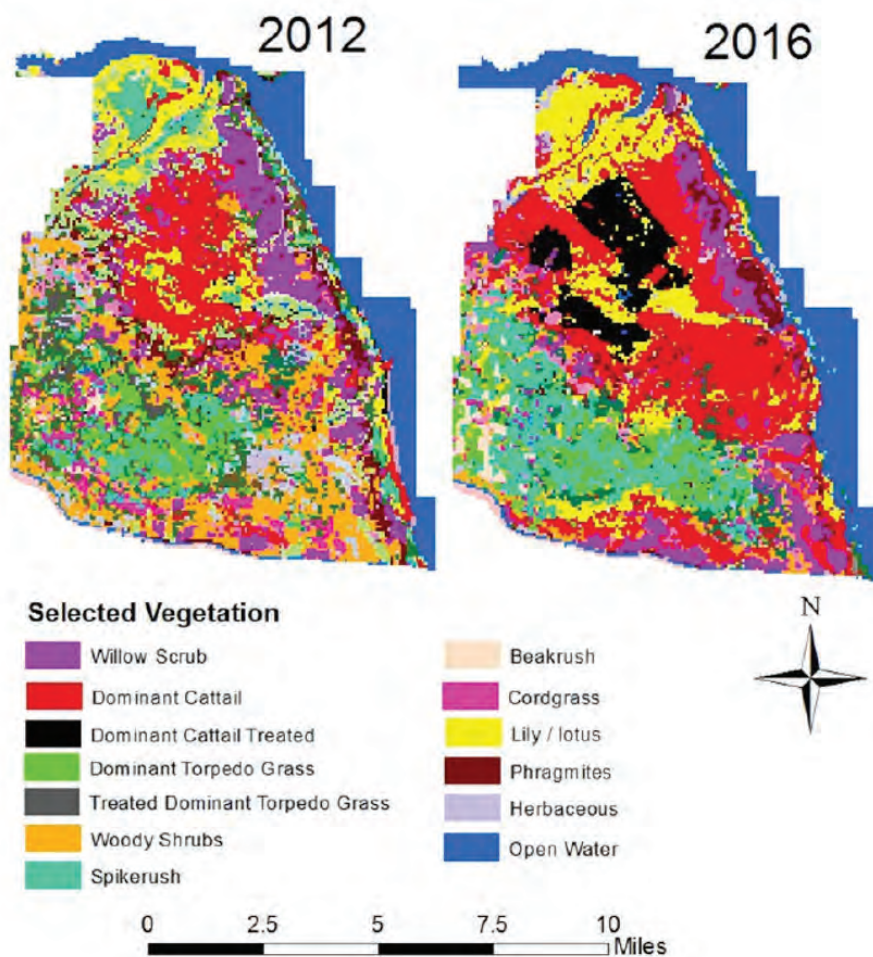 2012
2016
Selected Vegetation
Willow Scrub
Dominant Cattail
Dominant Cattail Treated
Dominant Torpedo Grass
Treated Dominant Torpedo Grass
Woody Shrubs
Spikerush
Beakrush
Cordgrass
Lily / lotus
Phragmites
Herbaceous
Open Water
N
0 2.5 5 7.5 10
Miles